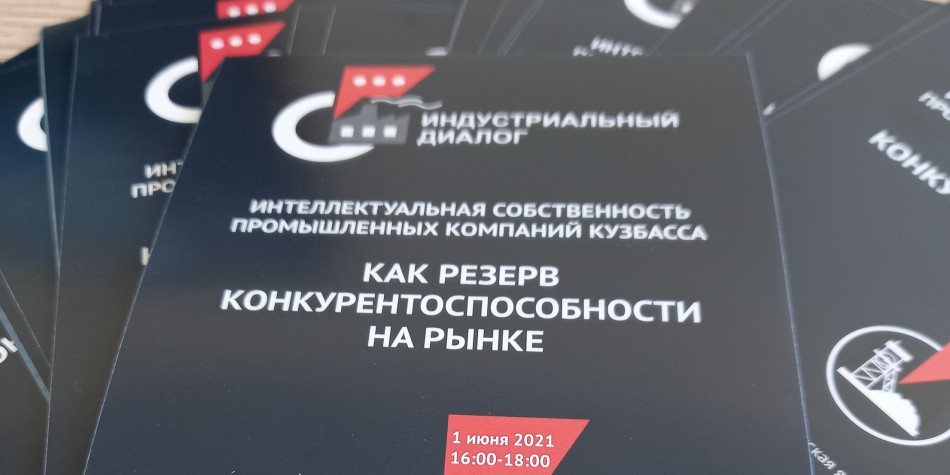 ИНДУСТРИАЛЬНЫЙ
ДИАЛОГ
ИНТЕЛЛЕКТУАЛЬНАЯ СОБСТВЕННОСТЬ
ПРОМЫШЛЕННЫХ КОМПАНИЙ КУЗБАССА
КАК РЕЗЕРВ
КОНКУРЕНТОСПОСОБНОСТИ
НА РЫНКЕ
1 июня 2021
16:00-18:00